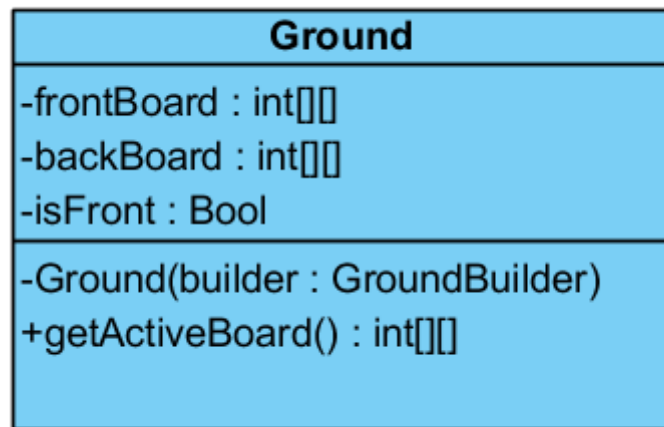 Ground
-frontBoard : int[][]
-backBoard : int[][]
-isFront : Bool
-Ground(builder : GroundBuilder)
+getActiveBoard() : int[][]